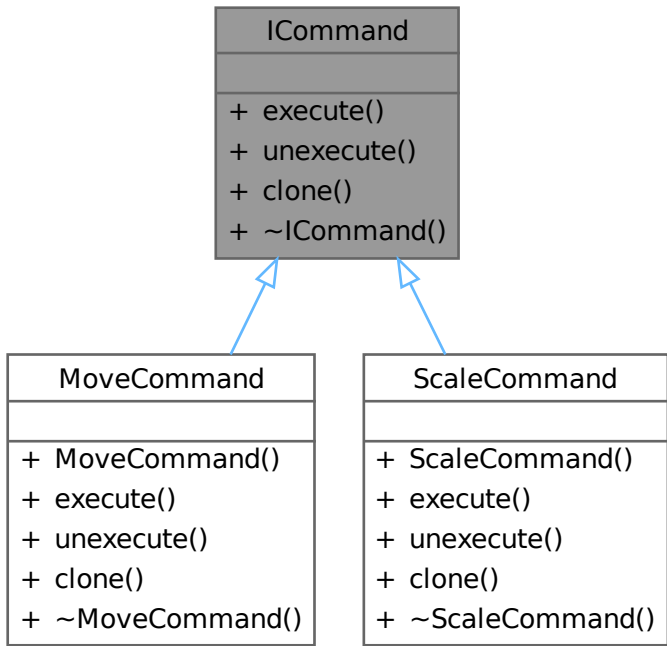 ICommand
+ execute()
+ unexecute()
+ clone()
+ ~ICommand()
MoveCommand
+ MoveCommand()
+ execute()
+ unexecute()
+ clone()
+ ~MoveCommand()
ScaleCommand
+ ScaleCommand()
+ execute()
+ unexecute()
+ clone()
+ ~ScaleCommand()